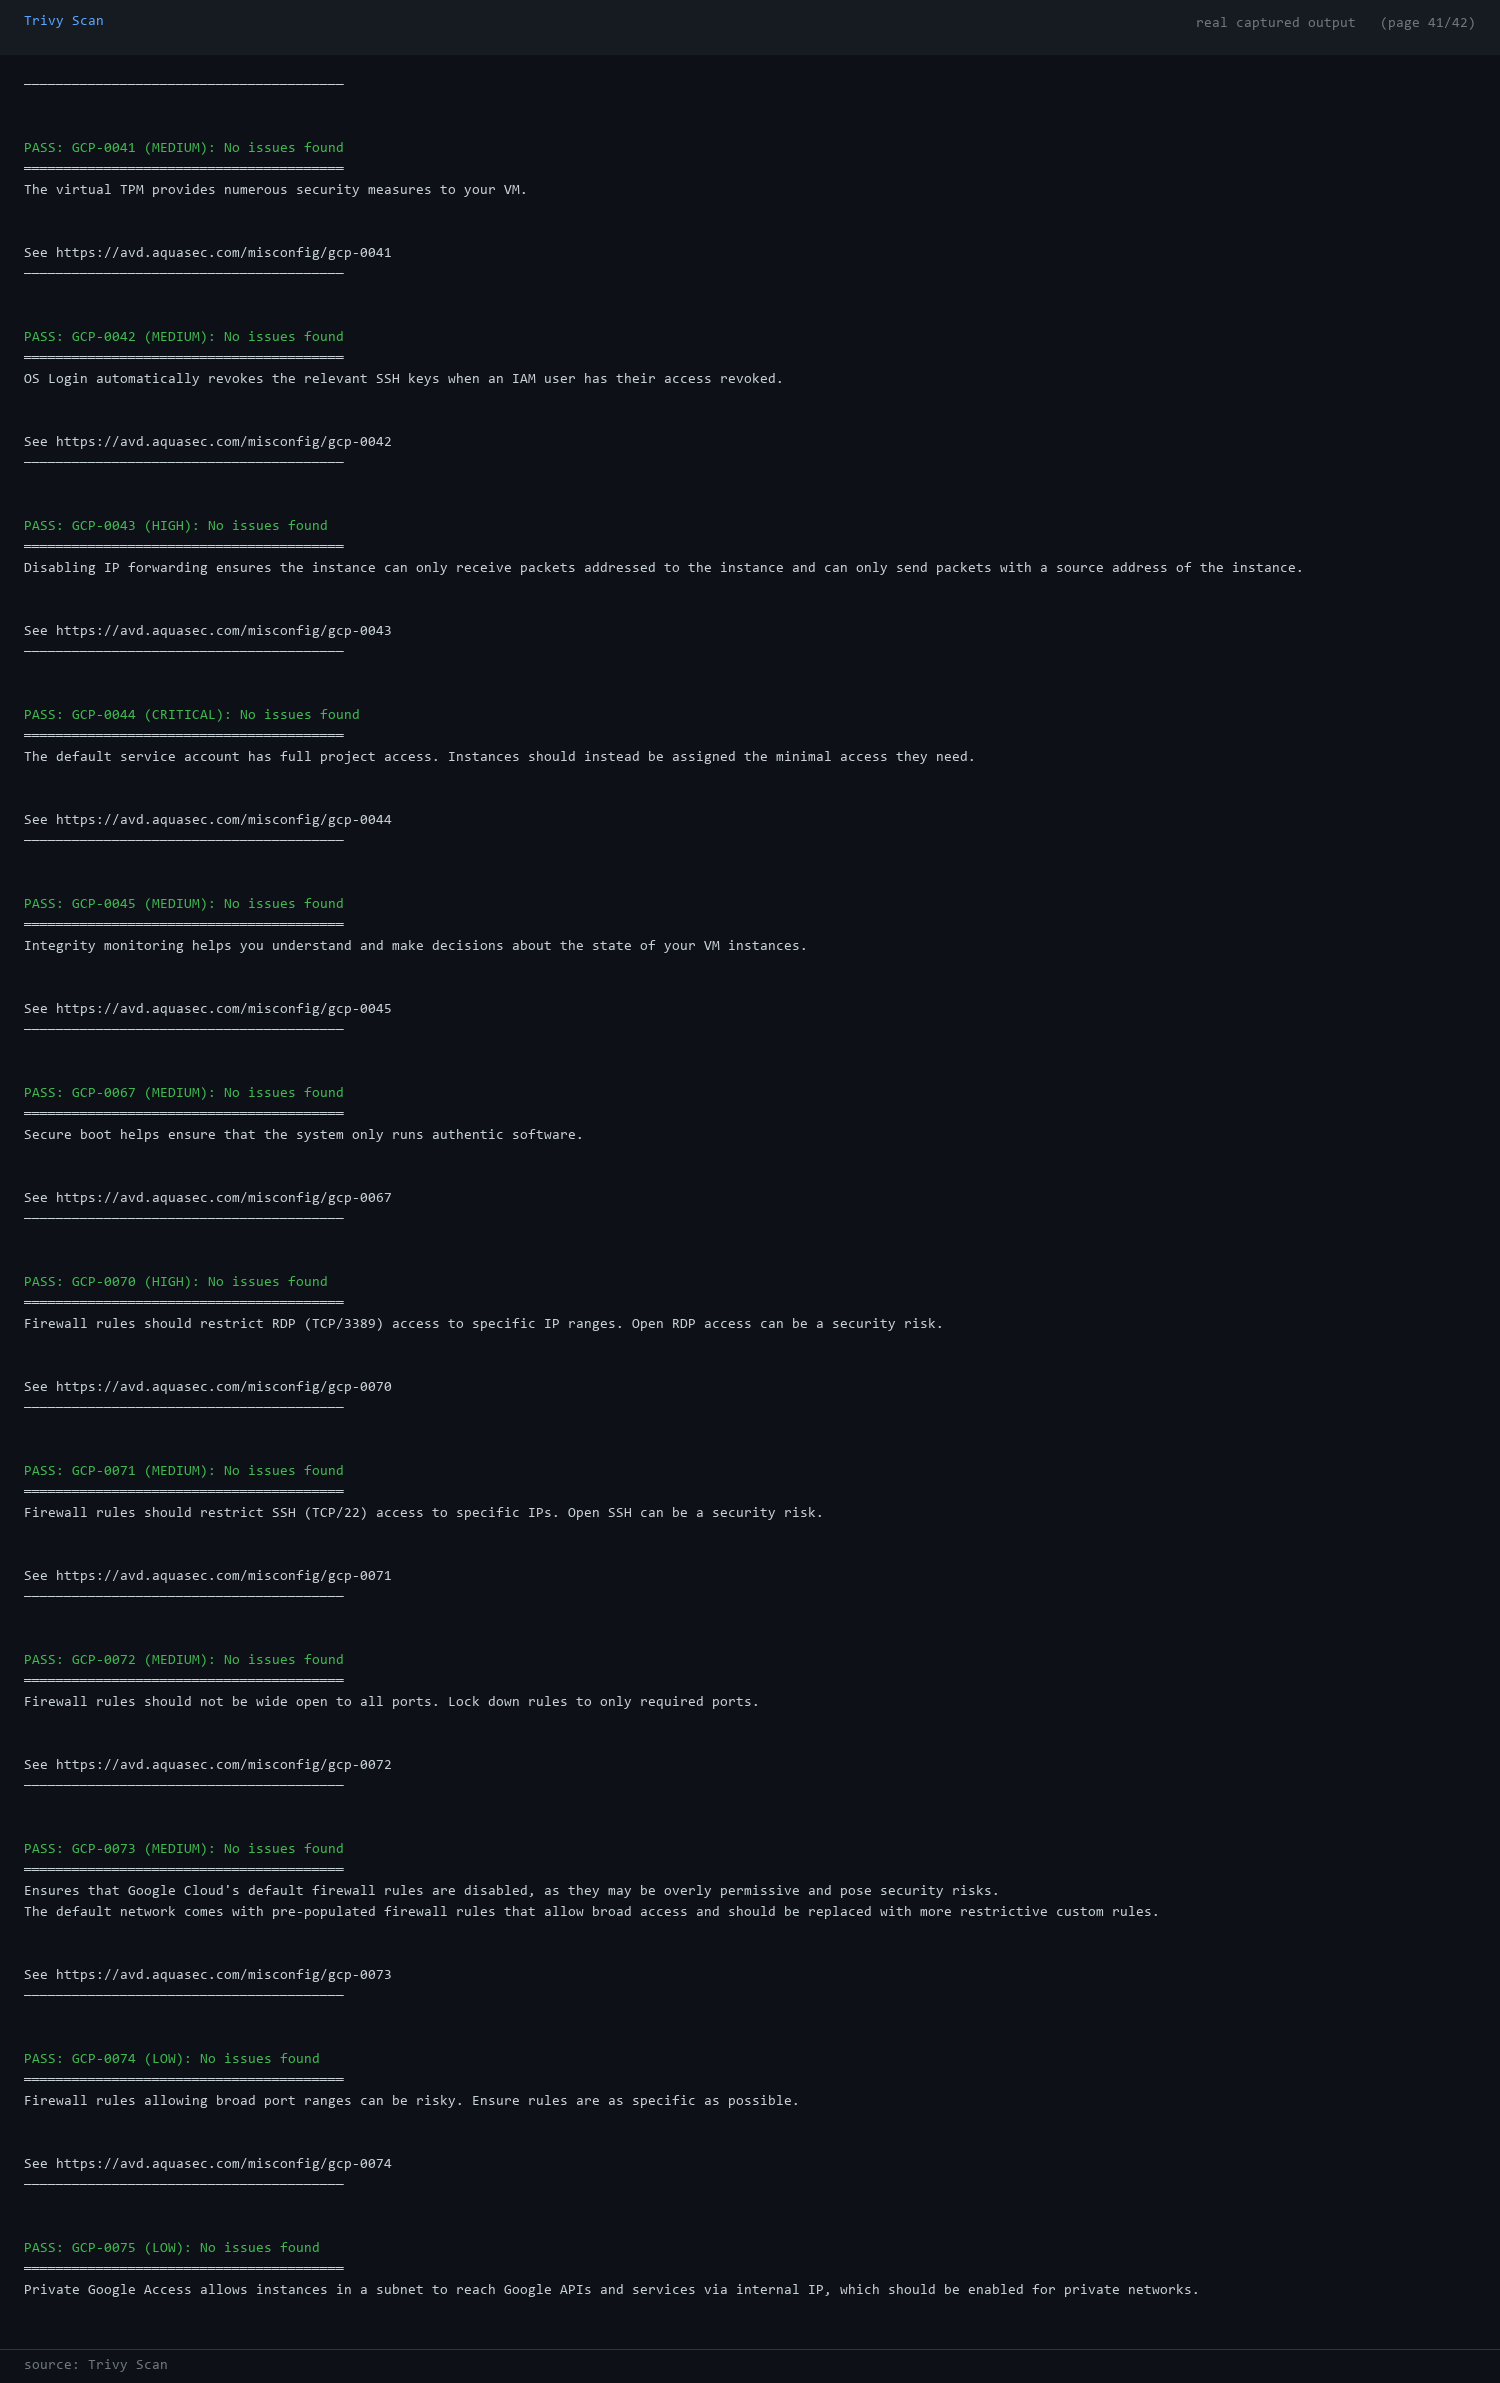 Trivy Scan
real captured output   (page 41/42)
────────────────────────────────────────
PASS: GCP-0041 (MEDIUM): No issues found
════════════════════════════════════════
The virtual TPM provides numerous security measures to your VM.
See https://avd.aquasec.com/misconfig/gcp-0041
────────────────────────────────────────
PASS: GCP-0042 (MEDIUM): No issues found
════════════════════════════════════════
OS Login automatically revokes the relevant SSH keys when an IAM user has their access revoked.
See https://avd.aquasec.com/misconfig/gcp-0042
────────────────────────────────────────
PASS: GCP-0043 (HIGH): No issues found
════════════════════════════════════════
Disabling IP forwarding ensures the instance can only receive packets addressed to the instance and can only send packets with a source address of the instance.
See https://avd.aquasec.com/misconfig/gcp-0043
────────────────────────────────────────
PASS: GCP-0044 (CRITICAL): No issues found
════════════════════════════════════════
The default service account has full project access. Instances should instead be assigned the minimal access they need.
See https://avd.aquasec.com/misconfig/gcp-0044
────────────────────────────────────────
PASS: GCP-0045 (MEDIUM): No issues found
════════════════════════════════════════
Integrity monitoring helps you understand and make decisions about the state of your VM instances.
See https://avd.aquasec.com/misconfig/gcp-0045
────────────────────────────────────────
PASS: GCP-0067 (MEDIUM): No issues found
════════════════════════════════════════
Secure boot helps ensure that the system only runs authentic software.
See https://avd.aquasec.com/misconfig/gcp-0067
────────────────────────────────────────
PASS: GCP-0070 (HIGH): No issues found
════════════════════════════════════════
Firewall rules should restrict RDP (TCP/3389) access to specific IP ranges. Open RDP access can be a security risk.
See https://avd.aquasec.com/misconfig/gcp-0070
────────────────────────────────────────
PASS: GCP-0071 (MEDIUM): No issues found
════════════════════════════════════════
Firewall rules should restrict SSH (TCP/22) access to specific IPs. Open SSH can be a security risk.
See https://avd.aquasec.com/misconfig/gcp-0071
────────────────────────────────────────
PASS: GCP-0072 (MEDIUM): No issues found
════════════════════════════════════════
Firewall rules should not be wide open to all ports. Lock down rules to only required ports.
See https://avd.aquasec.com/misconfig/gcp-0072
────────────────────────────────────────
PASS: GCP-0073 (MEDIUM): No issues found
════════════════════════════════════════
Ensures that Google Cloud's default firewall rules are disabled, as they may be overly permissive and pose security risks.
The default network comes with pre-populated firewall rules that allow broad access and should be replaced with more restrictive custom rules.
See https://avd.aquasec.com/misconfig/gcp-0073
────────────────────────────────────────
PASS: GCP-0074 (LOW): No issues found
════════════════════════════════════════
Firewall rules allowing broad port ranges can be risky. Ensure rules are as specific as possible.
See https://avd.aquasec.com/misconfig/gcp-0074
────────────────────────────────────────
PASS: GCP-0075 (LOW): No issues found
════════════════════════════════════════
Private Google Access allows instances in a subnet to reach Google APIs and services via internal IP, which should be enabled for private networks.
source: Trivy Scan